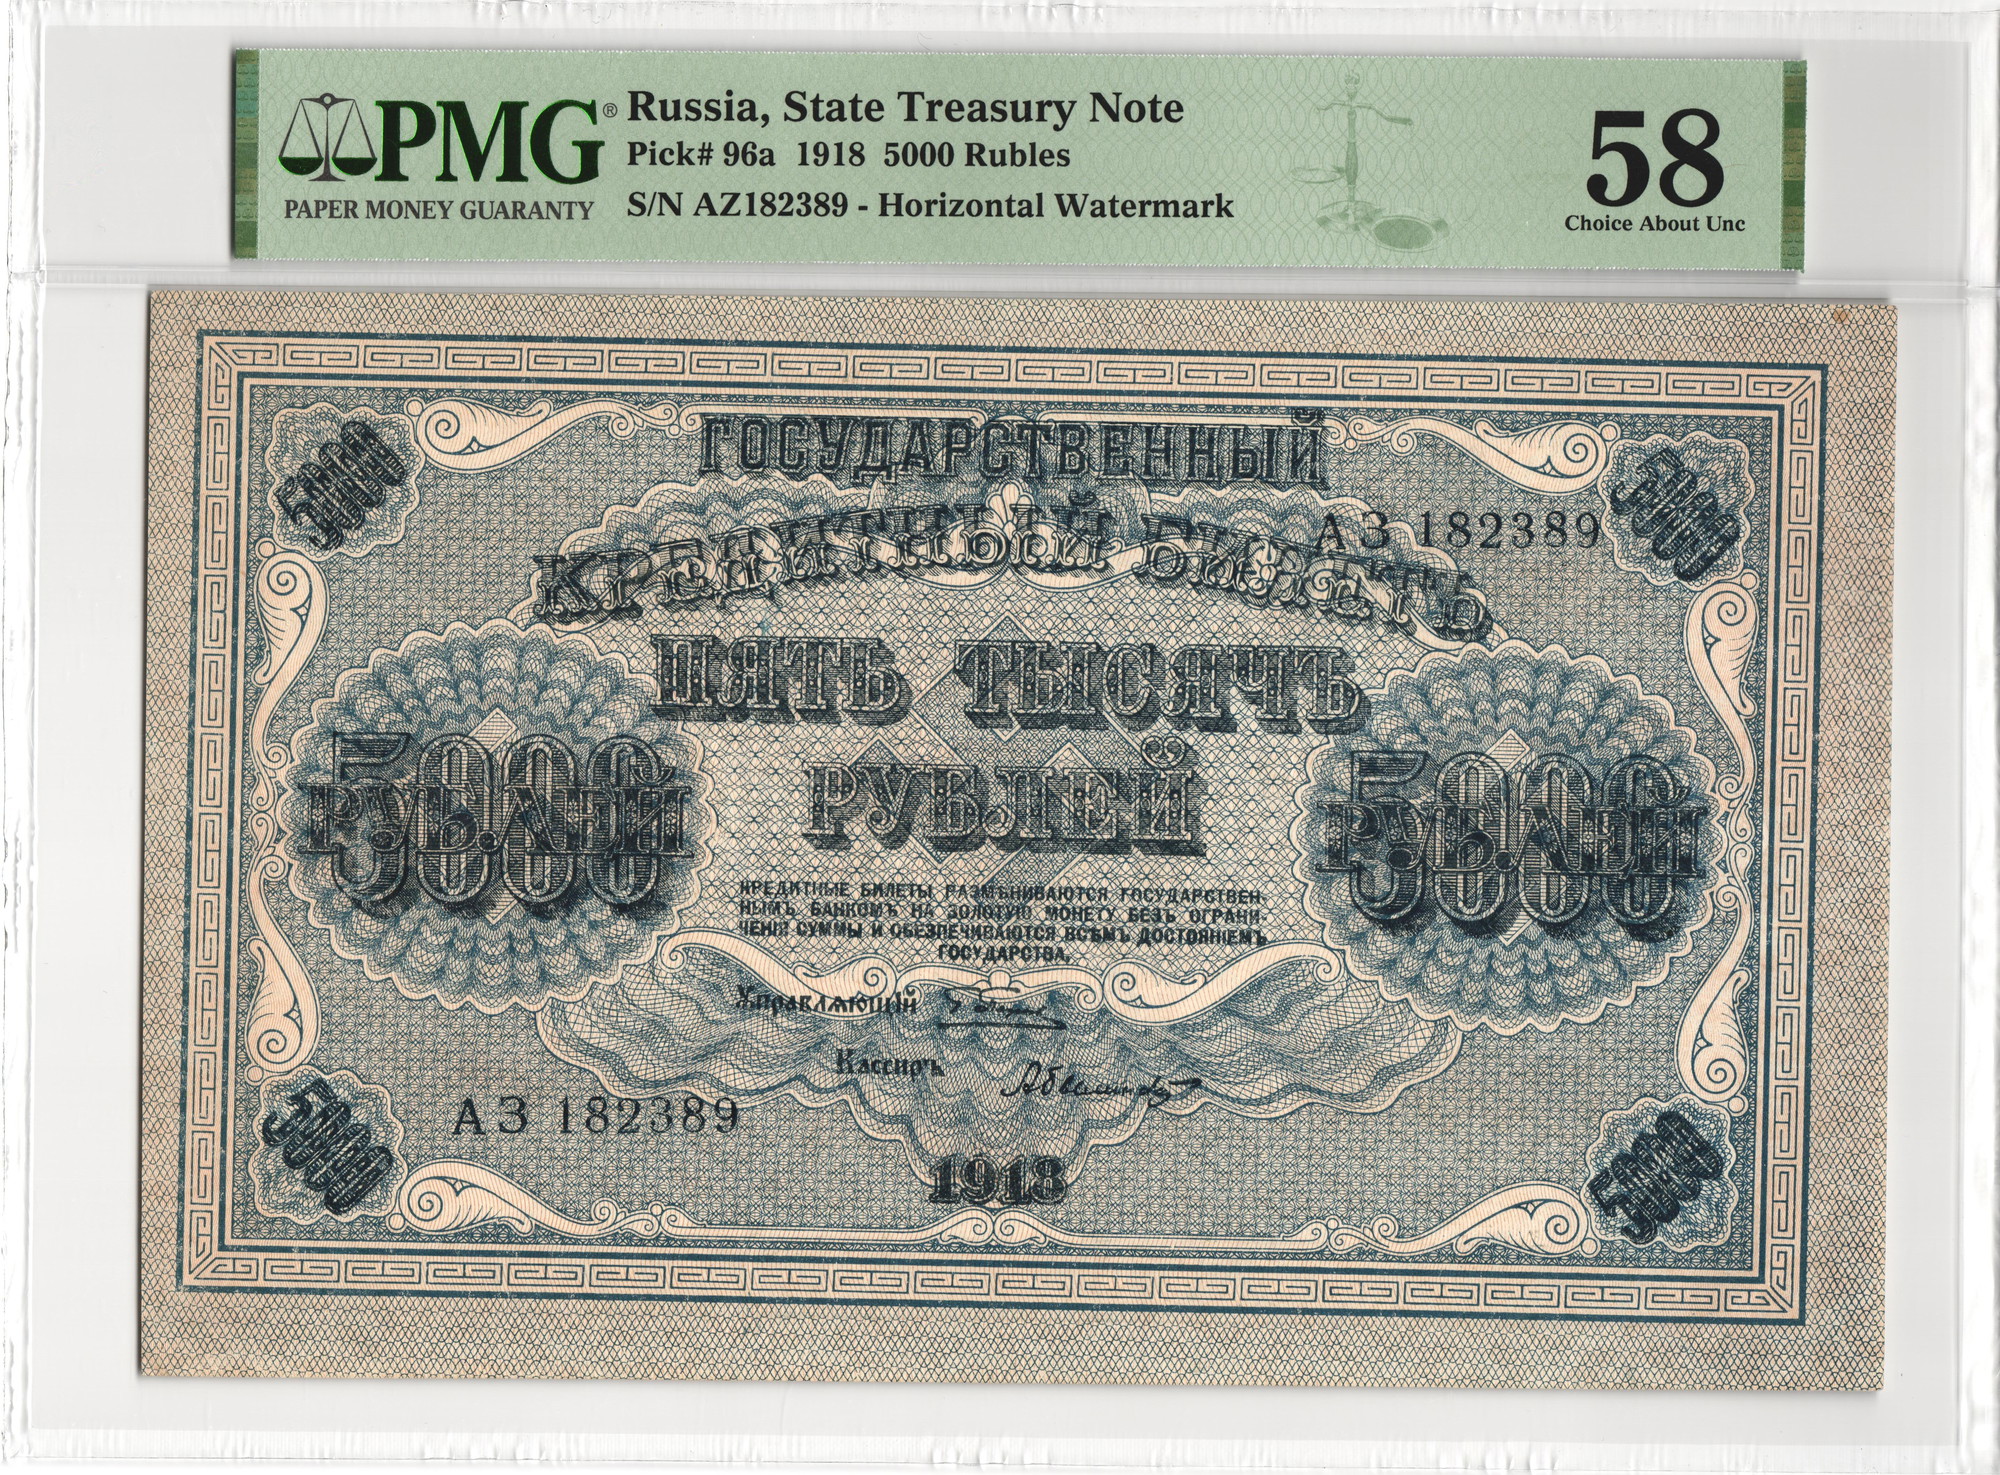 PMG®
PAPER MONEY GUARANTY
Russia, State Treasury Note
Pick# 96a 1918 5000 Rubles
S/N AZ182389 - Horizontal Watermark
58
Choice About Unc
5000
ГОСУДАРСТВЕННЫЙ
5000
КРЕДИТНЫЙ БИЛЕТЪ
АЗ 182389
ПЯТЬ ТЫСЯЧЪ
РУБЛЕЙ
5000
РУБЛЕЙ
5000
РУБЛЕЙ
КРЕДИТНЫЕ БИЛЕТЫ РАЗМѢНИВАЮТСЯ ГОСУДАРСТВЕН-
НЫМЪ БАНКОМЪ НА ЗОЛОТУЮ МОНЕТУ БЕЗЪ ОГРАНИ-
ЧЕНІЯ СУММЫ И ОБЕЗПЕЧИВАЮТСЯ ВСѢМЪ ДОСТОЯНІЕМЪ
ГОСУДАРСТВА.
Управляющій
Кассиръ
АЗ 182389
5000
1918
5000